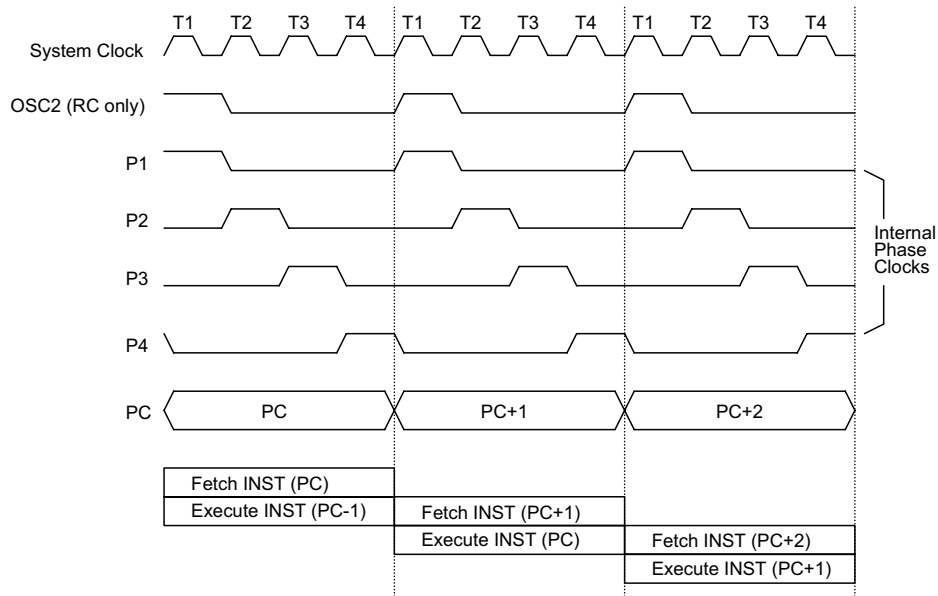 T1 T2 T3 T4 T1 T2 T3 T4 T1 T2 T3 T4
System Clock
OSC2 (RC only)
P1
P2
P3
P4
Internal
Phase
Clocks
PC PC PC+1 PC+2
Fetch INST (PC)
Execute INST (PC-1) Fetch INST (PC+1)
Execute INST (PC) Fetch INST (PC+2)
Execute INST (PC+1)